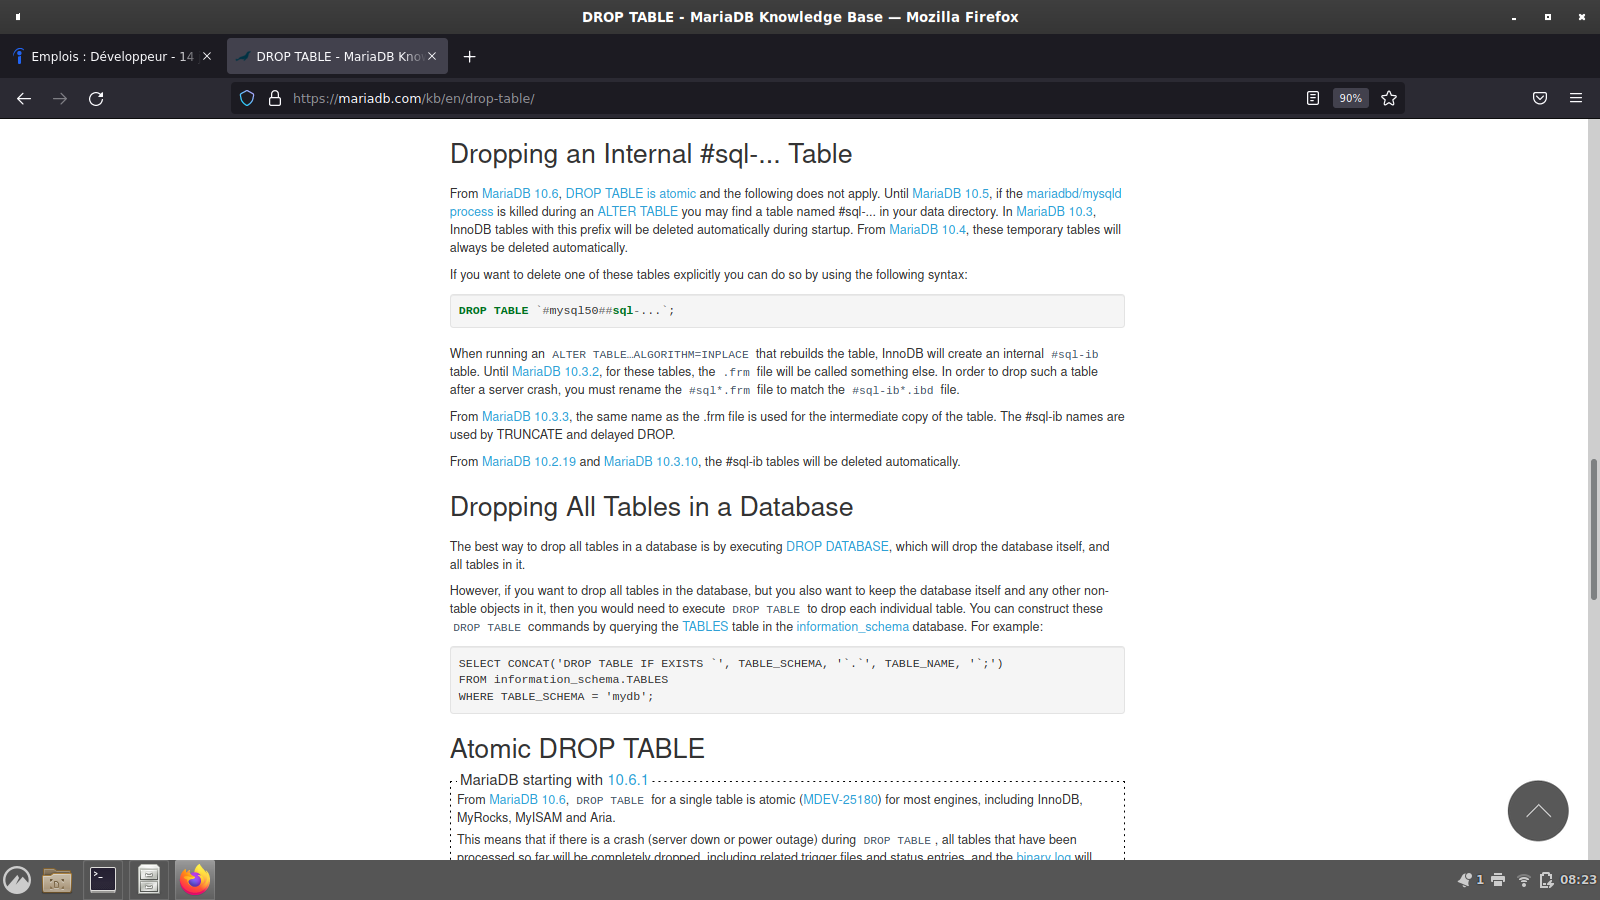 DROP TABLE - MariaDB Knowledge Base — Mozilla Firefox
Emplois : Développeur - 14
DROP TABLE - MariaDB Kno
https://mariadb.com/kb/en/drop-table/
90%
Dropping an Internal #sql-... Table
From MariaDB 10.6, DROP TABLE is atomic and the following does not apply. Until MariaDB 10.5, if the mariadbd/mysqld
process is killed during an ALTER TABLE you may find a table named #sql-... in your data directory. In MariaDB 10.3,
InnoDB tables with this prefix will be deleted automatically during startup. From MariaDB 10.4, these temporary tables will
always be deleted automatically.
If you want to delete one of these tables explicitly you can do so by using the following syntax:
DROP TABLE `#mysql50##sql-...`;
When running an ALTER TABLE…ALGORITHM=INPLACE that rebuilds the table, InnoDB will create an internal #sql-ib
table. Until MariaDB 10.3.2, for these tables, the .frm file will be called something else. In order to drop such a table
after a server crash, you must rename the #sql*.frm file to match the #sql-ib*.ibd file.
From MariaDB 10.3.3, the same name as the .frm file is used for the intermediate copy of the table. The #sql-ib names are
used by TRUNCATE and delayed DROP.
From MariaDB 10.2.19 and MariaDB 10.3.10, the #sql-ib tables will be deleted automatically.
Dropping All Tables in a Database
The best way to drop all tables in a database is by executing DROP DATABASE, which will drop the database itself, and
all tables in it.
However, if you want to drop all tables in the database, but you also want to keep the database itself and any other non-
table objects in it, then you would need to execute DROP TABLE to drop each individual table. You can construct these
DROP TABLE commands by querying the TABLES table in the information_schema database. For example:
SELECT CONCAT('DROP TABLE IF EXISTS `', TABLE_SCHEMA, '`.`', TABLE_NAME, '`;')
FROM information_schema.TABLES
WHERE TABLE_SCHEMA = 'mydb';
Atomic DROP TABLE
MariaDB starting with 10.6.1
From MariaDB 10.6, DROP TABLE for a single table is atomic (MDEV-25180) for most engines, including InnoDB,
MyRocks, MyISAM and Aria.
This means that if there is a crash (server down or power outage) during DROP TABLE, all tables that have been
processed so far will be completely dropped, including related trigger files and status entries, and the binary log will
1
08:23